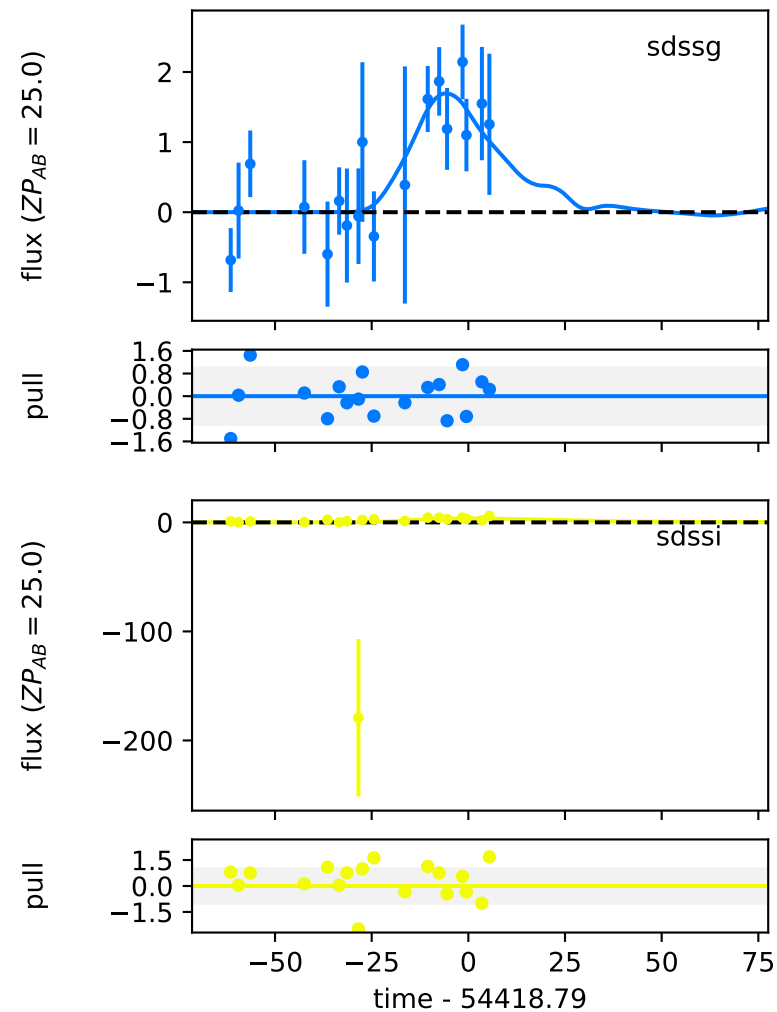 sdssg
flux (ZP_AB = 25.0)
2
1
0
−1
pull
1.6
0.8
0.0
−0.8
−1.6
sdssi
flux (ZP_AB = 25.0)
0
−100
−200
pull
1.5
0.0
−1.5
−50 −25 0 25 50 75
time - 54418.79